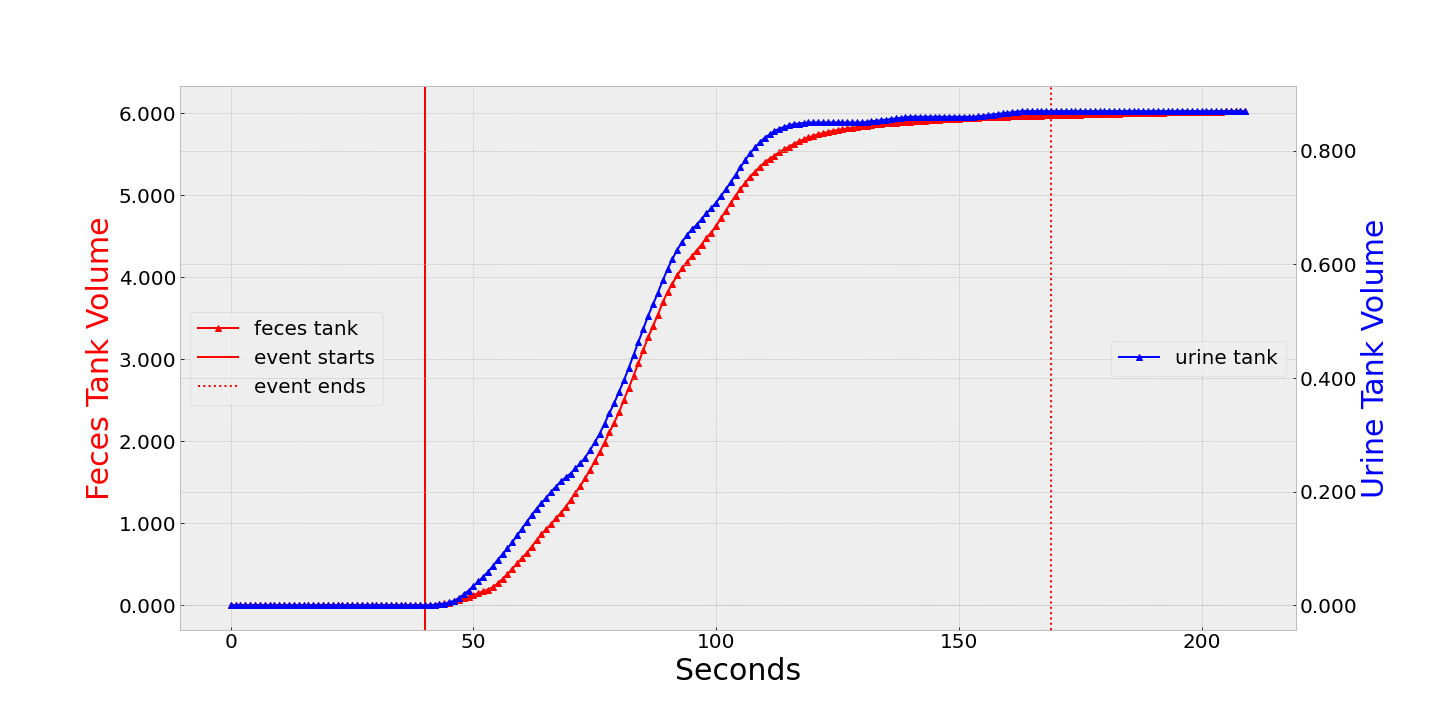 6.000
5.000
4.000
3.000
2.000
1.000
0.000
Feces Tank Volume
feces tank
event starts
event ends
urine tank
0.800
0.600
0.400
0.200
0.000
Urine Tank Volume
0 50 100 150 200
Seconds